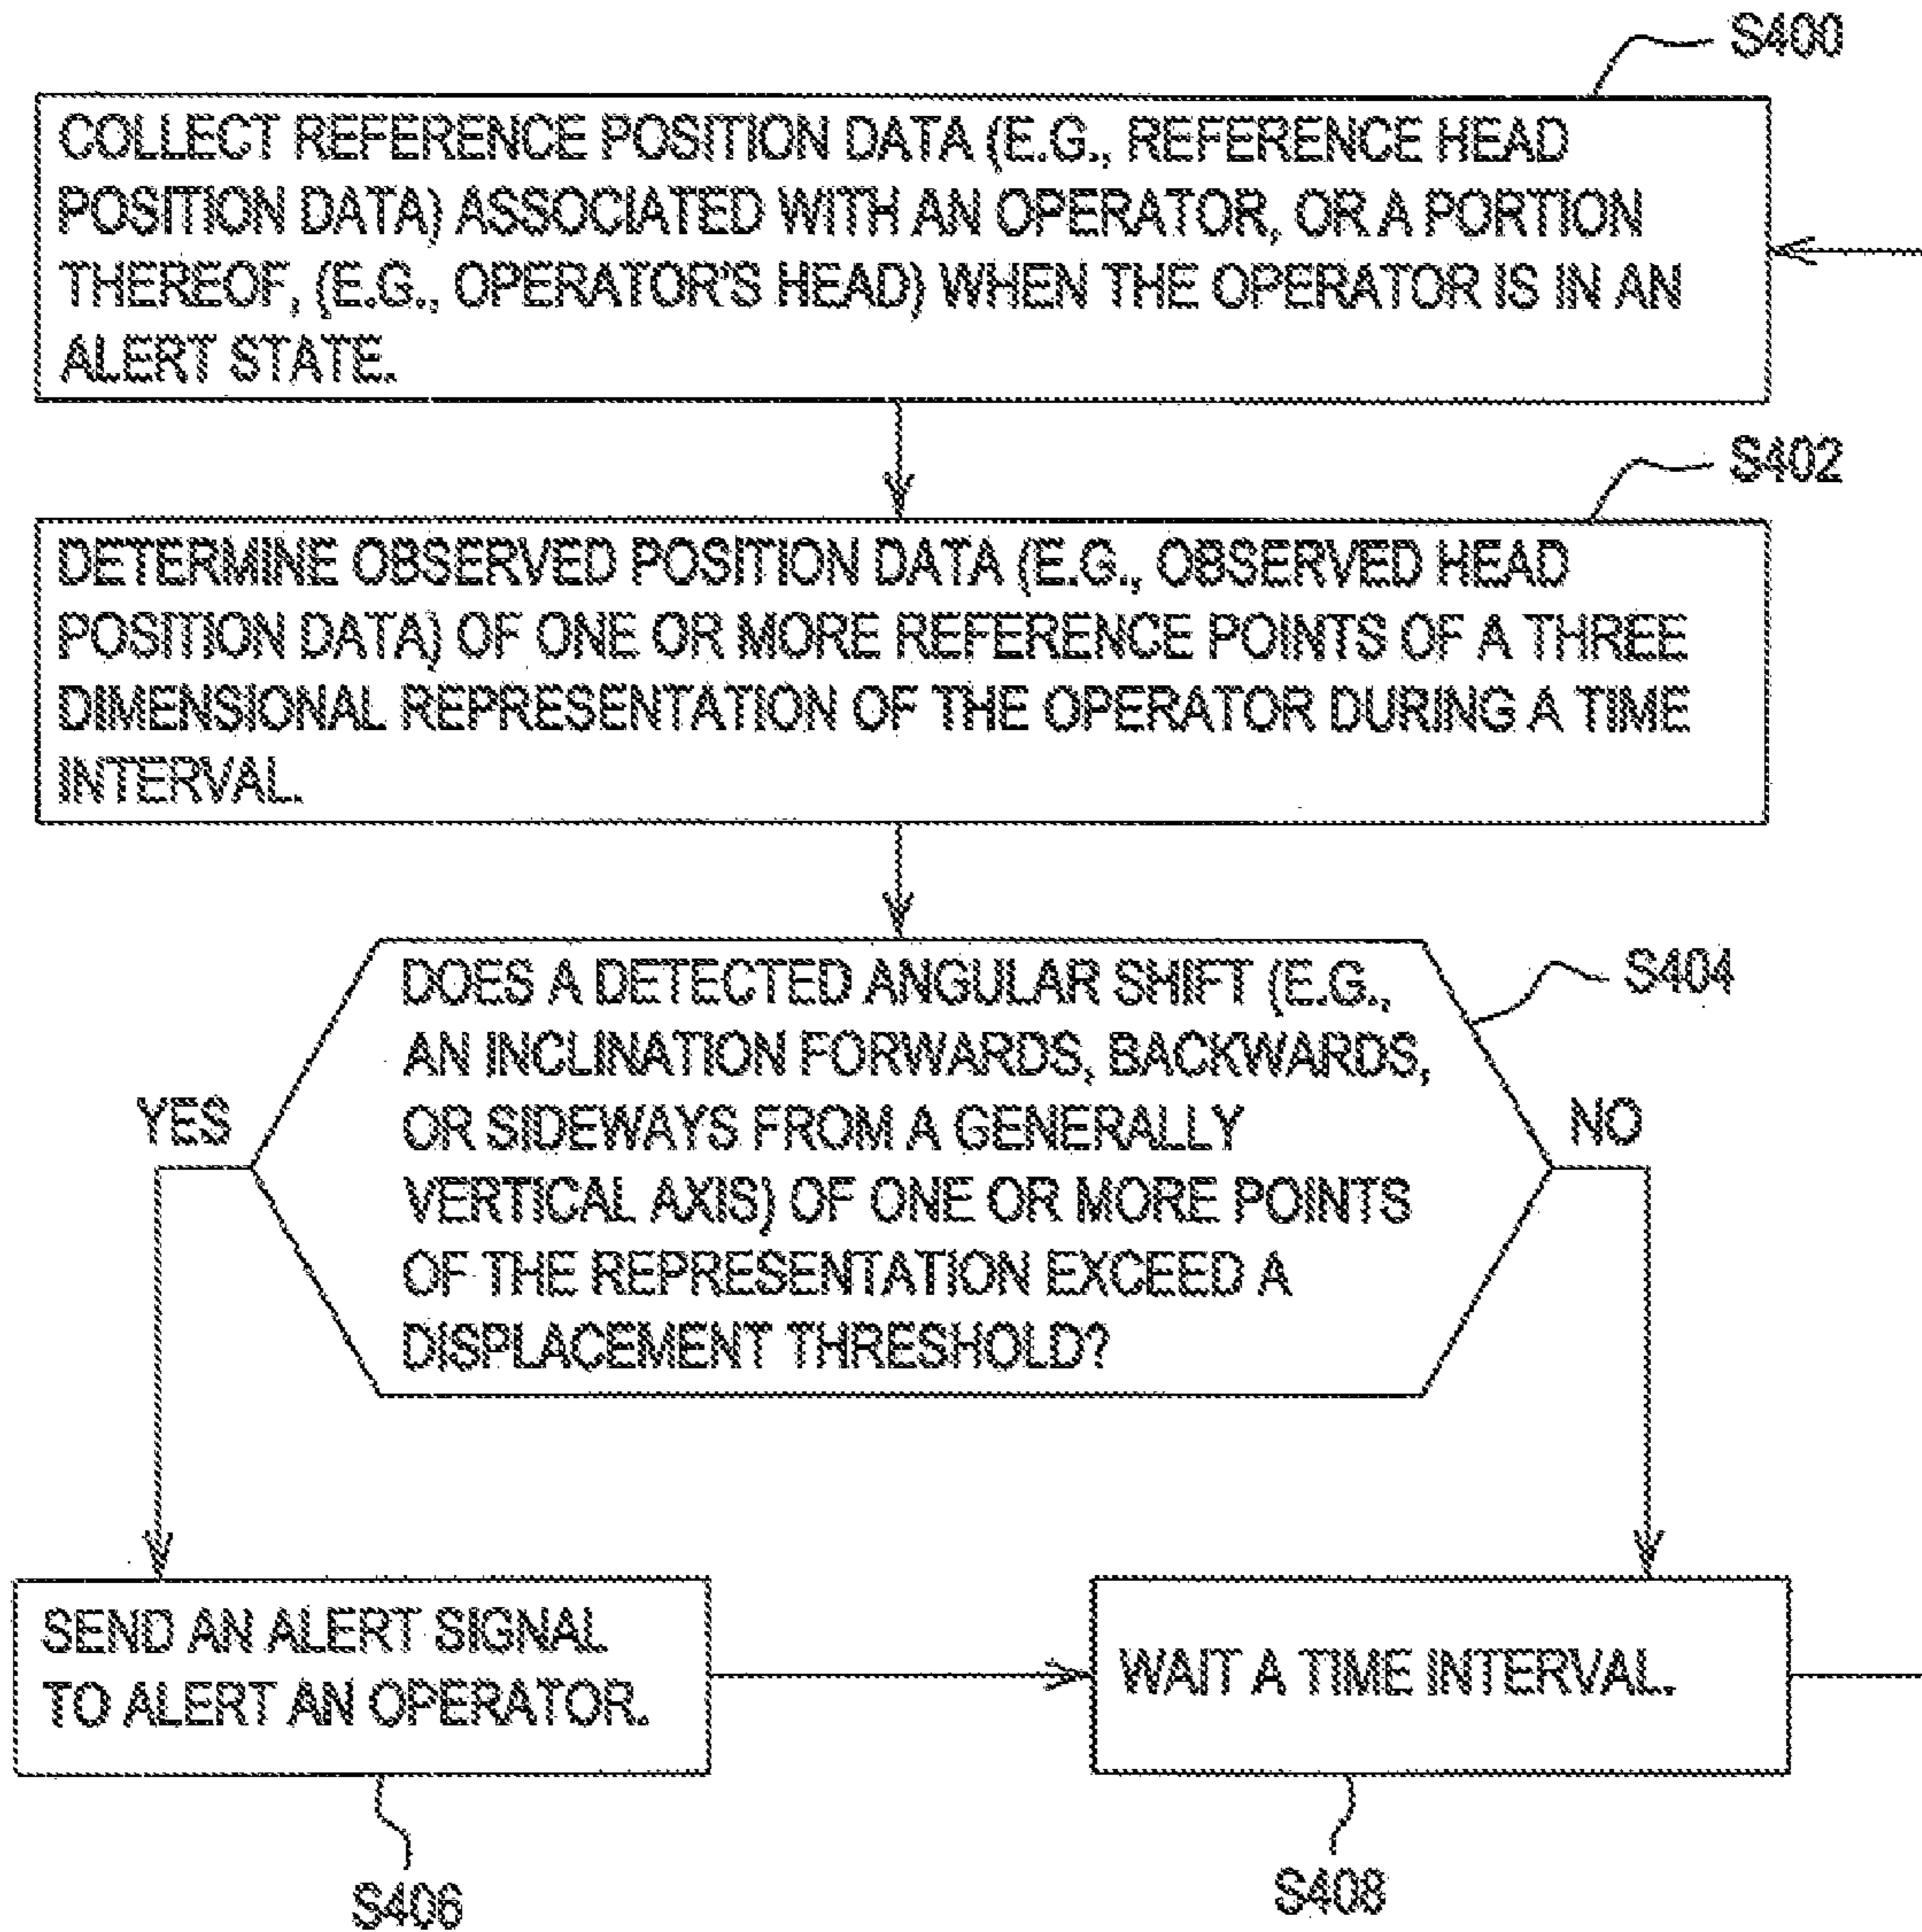 S400
COLLECT REFERENCE POSITION DATA (E.G., REFERENCE HEAD
POSITION DATA) ASSOCIATED WITH AN OPERATOR, OR A PORTION
THEREOF, (E.G., OPERATOR'S HEAD) WHEN THE OPERATOR IS IN AN
ALERT STATE.
S402
DETERMINE OBSERVED POSITION DATA (E.G., OBSERVED HEAD
POSITION DATA) OF ONE OR MORE REFERENCE POINTS OF A THREE
DIMENSIONAL REPRESENTATION OF THE OPERATOR DURING A TIME
INTERVAL.
S404
DOES A DETECTED ANGULAR SHIFT (E.G.,
AN INCLINATION FORWARDS, BACKWARDS,
OR SIDEWAYS FROM A GENERALLY
VERTICAL AXIS) OF ONE OR MORE POINTS
OF THE REPRESENTATION EXCEED A
DISPLACEMENT THRESHOLD?
YES
NO
SEND AN ALERT SIGNAL
TO ALERT AN OPERATOR.
WAIT A TIME INTERVAL.
S406
S408